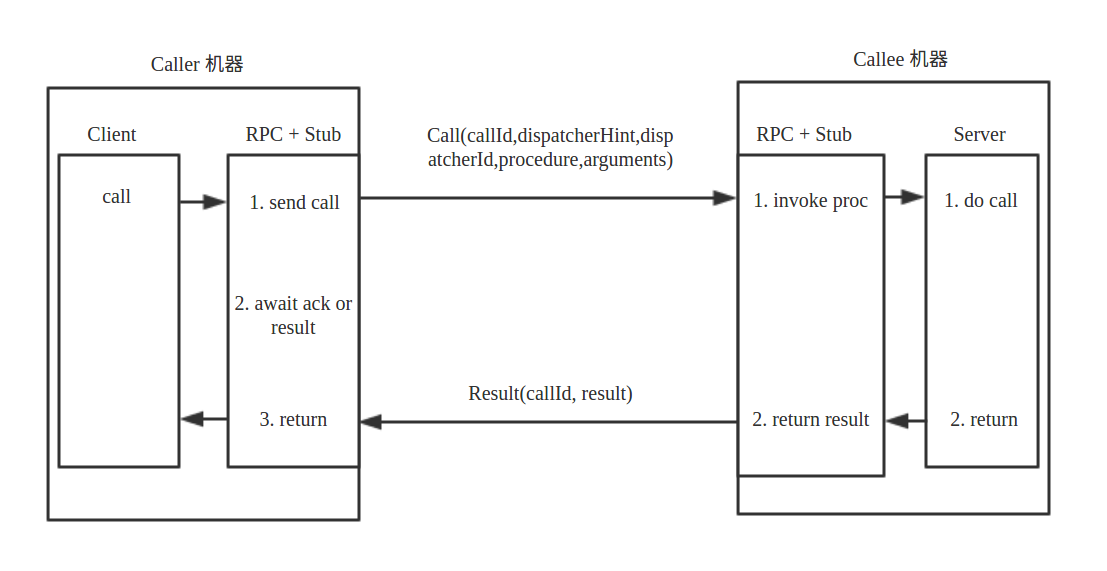 Caller 机器
Callee 机器
Client
RPC + Stub
Call(callId,dispatcherHint,disp
atcherId,procedure,arguments)
RPC + Stub
Server
call
1. send call
1. invoke proc
1. do call
2. await ack or
result
Result(callId, result)
3. return
2. return result
2. return